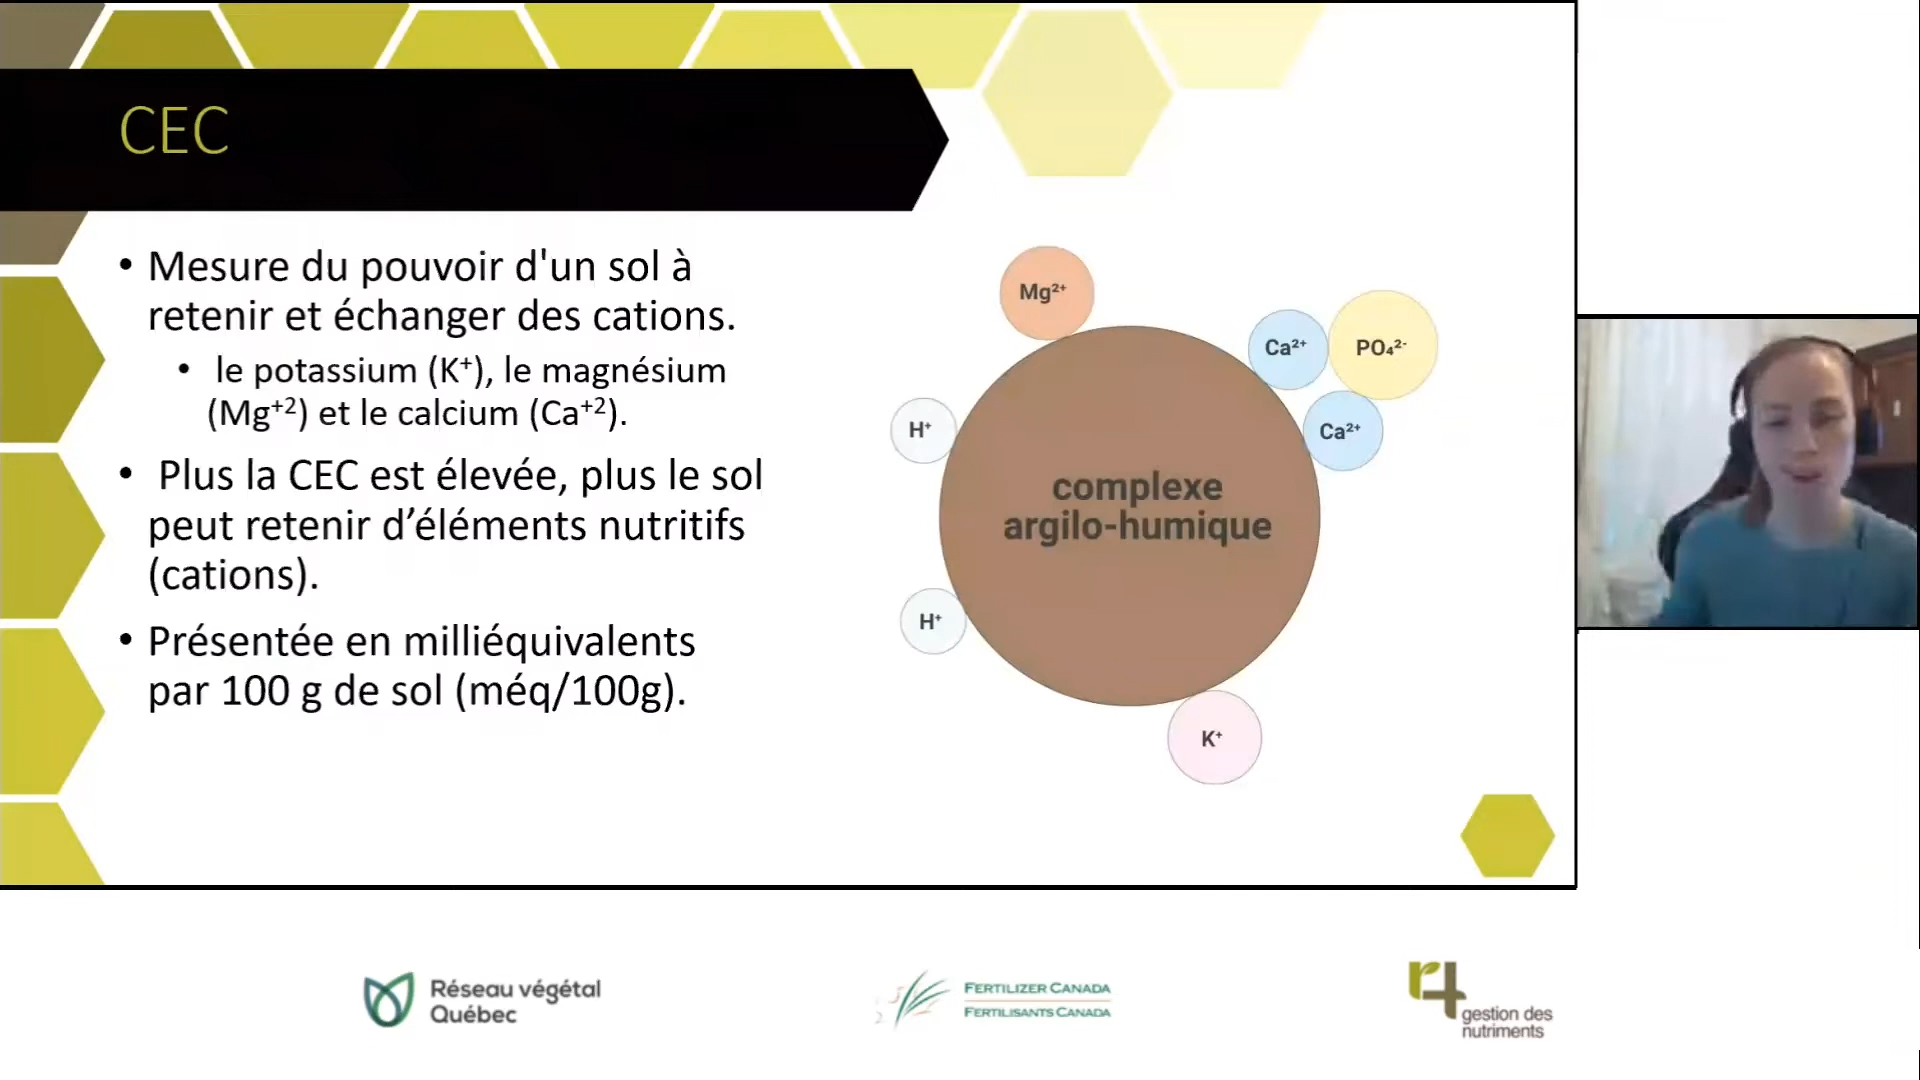 CEC
• Mesure du pouvoir d'un sol à
retenir et échanger des cations.
• le potassium (K⁺), le magnésium
(Mg⁺²) et le calcium (Ca⁺²).
• Plus la CEC est élevée, plus le sol
peut retenir d’éléments nutritifs
(cations).
• Présentée en milliéquivalents
par 100 g de sol (méq/100g).
Mg²⁺
Ca²⁺
PO₄²⁻
Ca²⁺
H⁺
complexe
argilo-humique
H⁺
K⁺
Réseau végétal
Québec
FERTILIZER CANADA
FERTILISANTS CANADA
r4
gestion des
nutriments